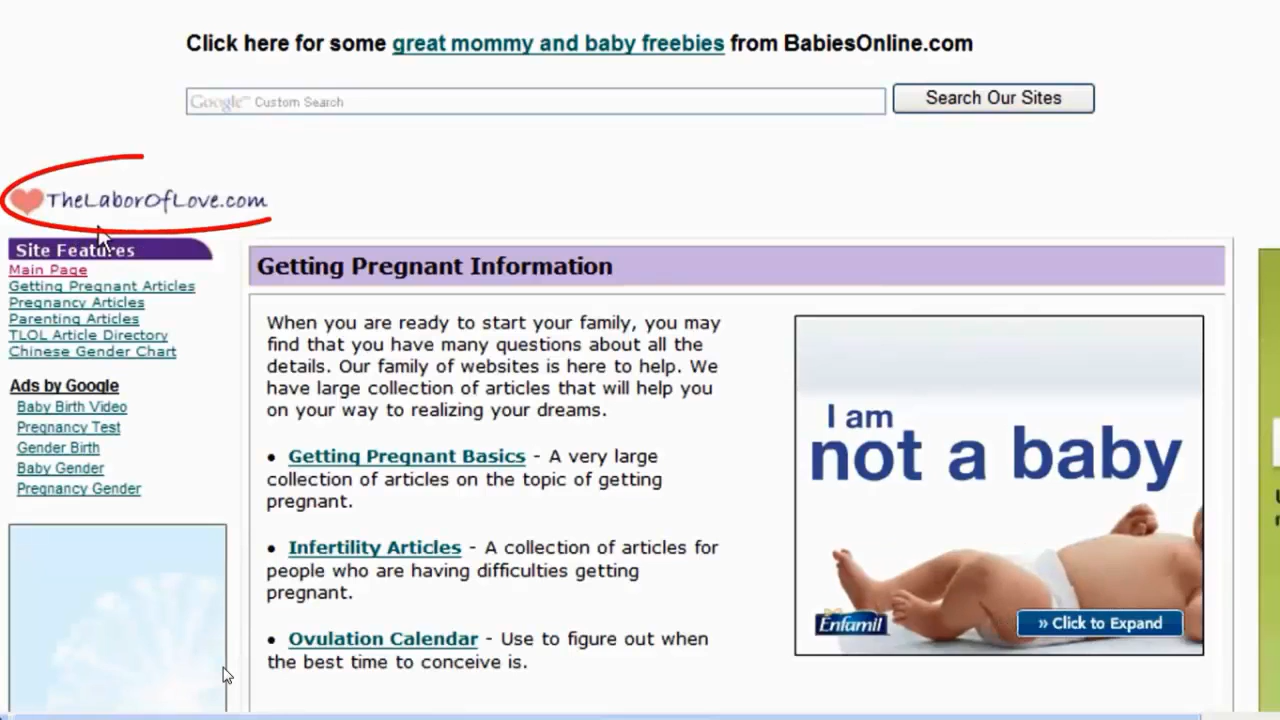 Click here for some great mommy and baby freebies from BabiesOnline.com
Google™ Custom Search
Search Our Sites
TheLaborOfLove.com
Site Features
Main Page
Getting Pregnant Articles
Pregnancy Articles
Parenting Articles
TLOL Article Directory
Chinese Gender Chart
Ads by Google
Baby Birth Video
Pregnancy Test
Gender Birth
Baby Gender
Pregnancy Gender
Getting Pregnant Information
When you are ready to start your family, you may
find that you have many questions about all the
details. Our family of websites is here to help. We
have large collection of articles that will help you
on your way to realizing your dreams.
• Getting Pregnant Basics - A very large
collection of articles on the topic of getting
pregnant.
• Infertility Articles - A collection of articles for
people who are having difficulties getting
pregnant.
• Ovulation Calendar - Use to figure out when
the best time to conceive is.
I am
not a baby
Enfamil
» Click to Expand